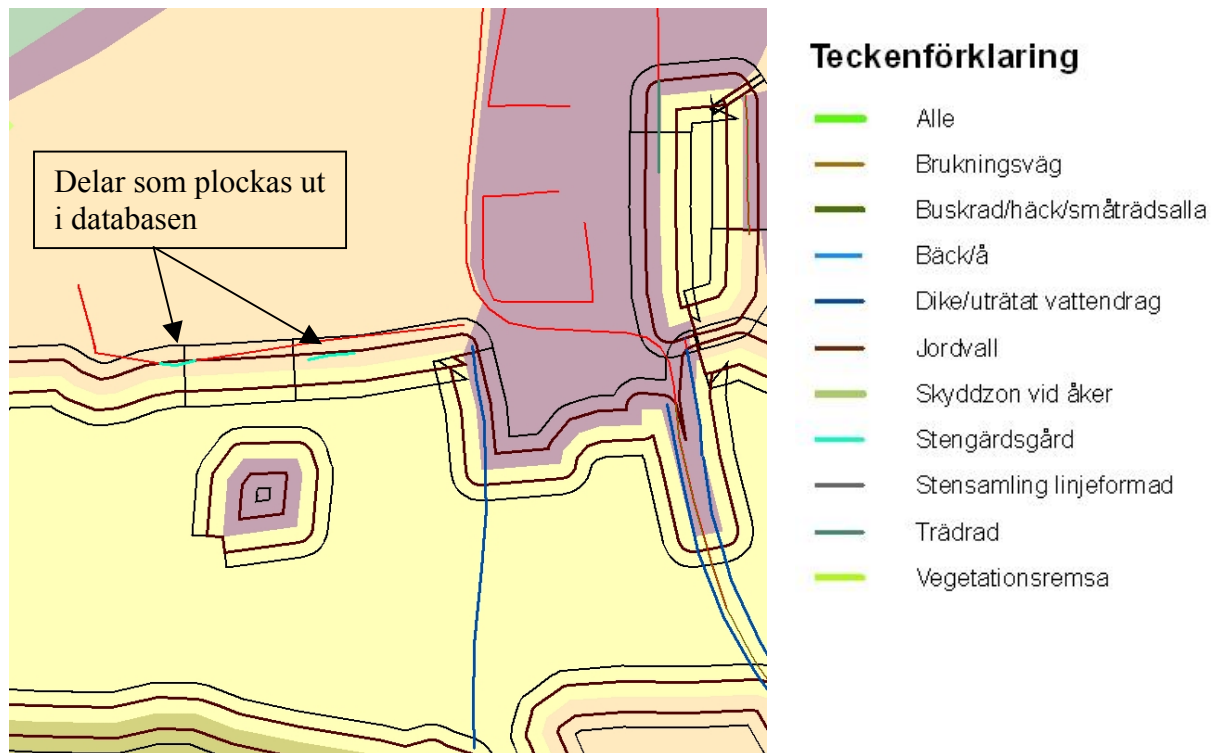 Delar som plockas ut
i databasen
Teckenförklaring
Alle
Brukningsväg
Buskrad/häck/småträdsalla
Bäck/å
Dike/uträtat vattendrag
Jordvall
Skyddzon vid åker
Stengärdsgård
Stensamling linjeformad
Trädrad
Vegetationsremsa